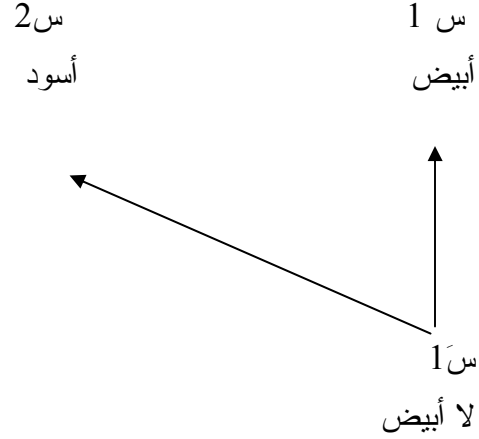 س 1
س2
أبيض
أسود
سَ1
لا أبيض